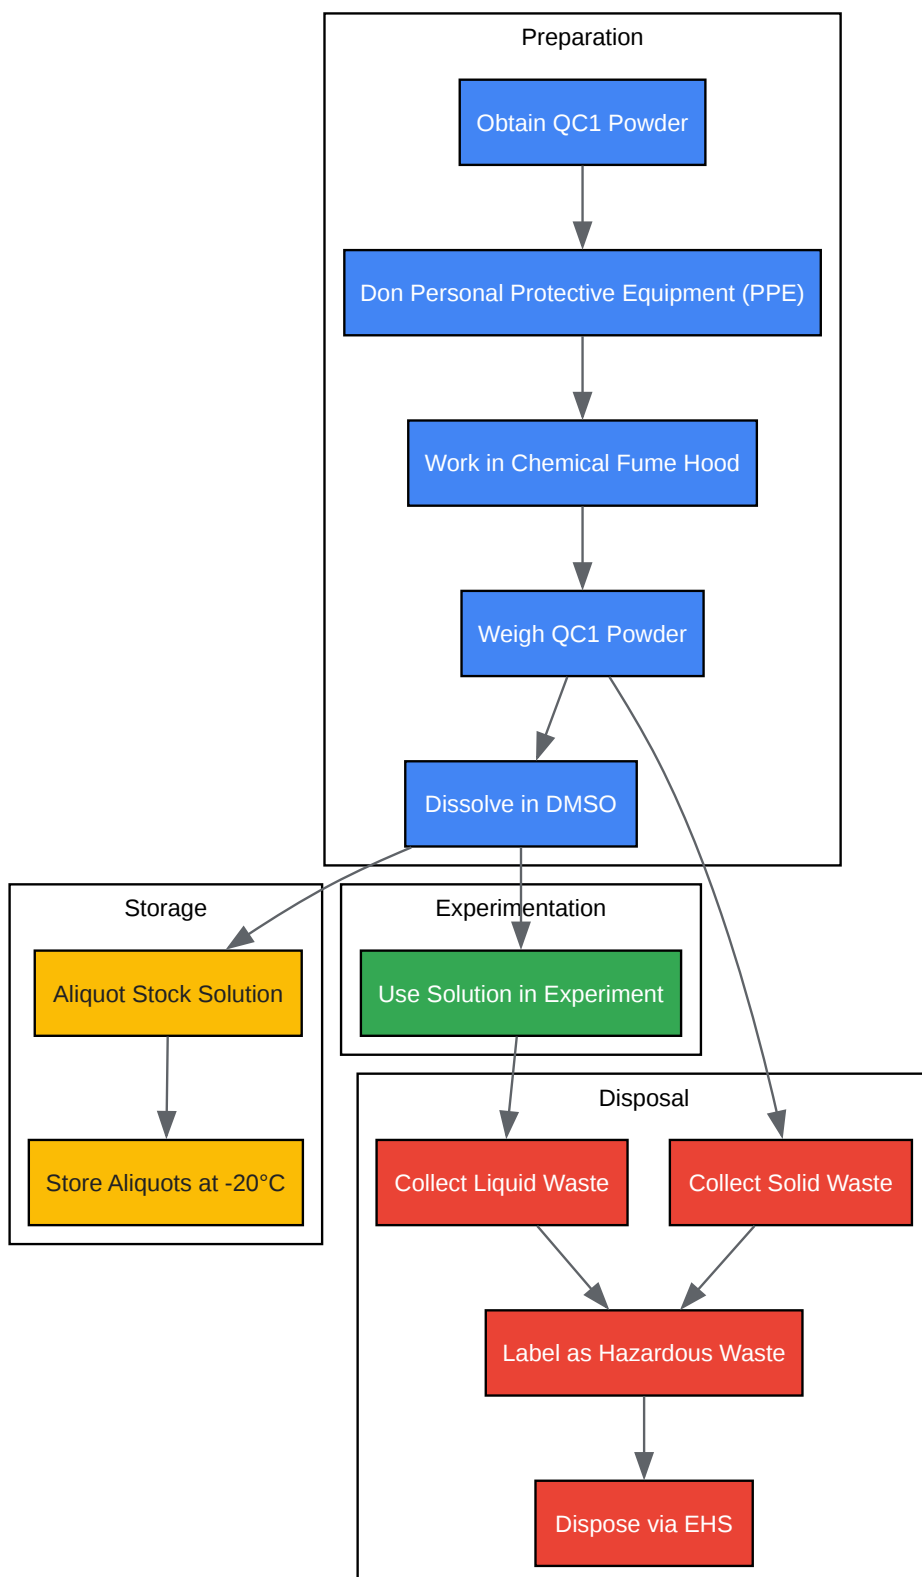 Preparation
Obtain QC1 Powder
Don Personal Protective Equipment (PPE)
Work in Chemical Fume Hood
Weigh QC1 Powder
Dissolve in DMSO
Storage
Aliquot Stock Solution
Store Aliquots at -20°C
Experimentation
Use Solution in Experiment
Disposal
Collect Liquid Waste
Collect Solid Waste
Label as Hazardous Waste
Dispose via EHS